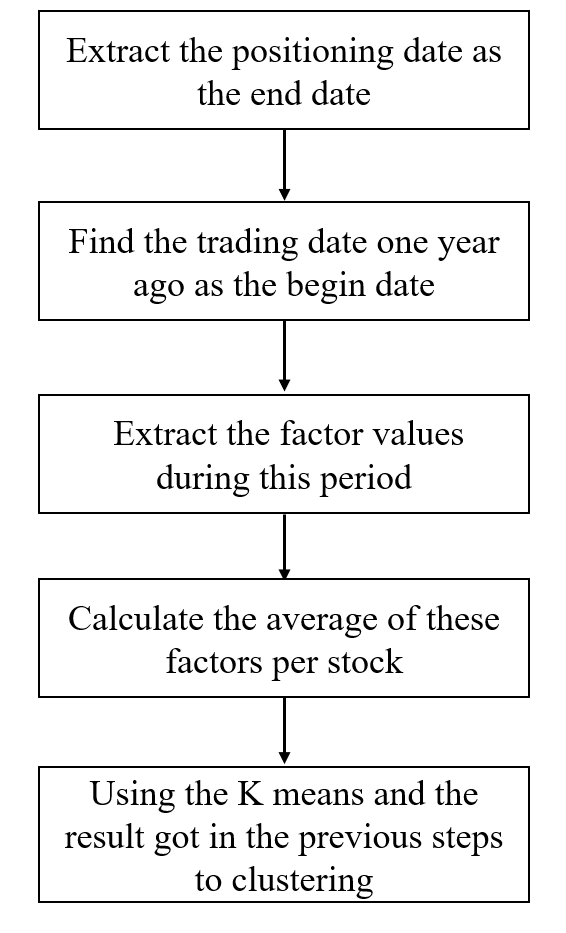 Extract the positioning date as
the end date
Find the trading date one year
ago as the begin date
Extract the factor values
during this period
Calculate the average of these
factors per stock
Using the K means and the
result got in the previous steps
to clustering